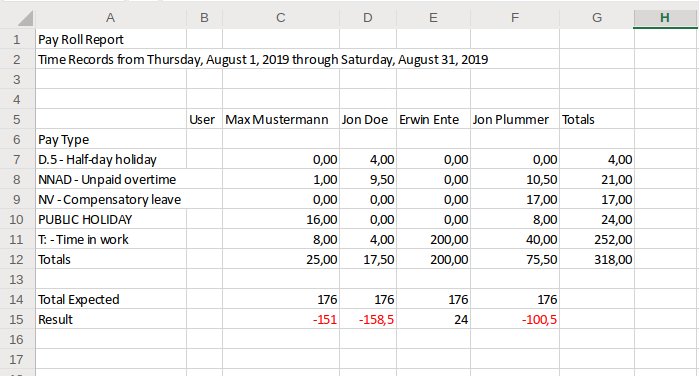 A B C D E F G H
1 Pay Roll Report
2 Time Records from Thursday, August 1, 2019 through Saturday, August 31, 2019
3
4
5 User Max Mustermann Jon Doe Erwin Ente Jon Plummer Totals
6 Pay Type
7 D.5 - Half-day holiday 0,00 4,00 0,00 0,00 4,00
8 NNAD - Unpaid overtime 1,00 9,50 0,00 10,50 21,00
9 NV - Compensatory leave 0,00 0,00 0,00 17,00 17,00
10 PUBLIC HOLIDAY 16,00 0,00 0,00 8,00 24,00
11 T: - Time in work 8,00 4,00 200,00 40,00 252,00
12 Totals 25,00 17,50 200,00 75,50 318,00
13
14 Total Expected 176 176 176 176
15 Result -151 -158,5 24 -100,5
16
17